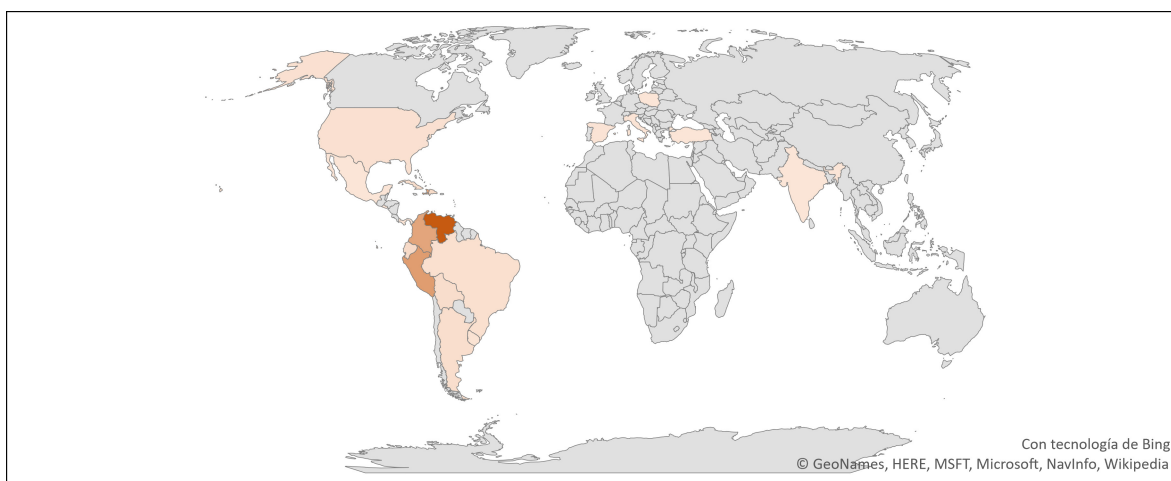 Con tecnología de Bing
© GeoNames, HERE, MSFT, Microsoft, NavInfo, Wikipedia